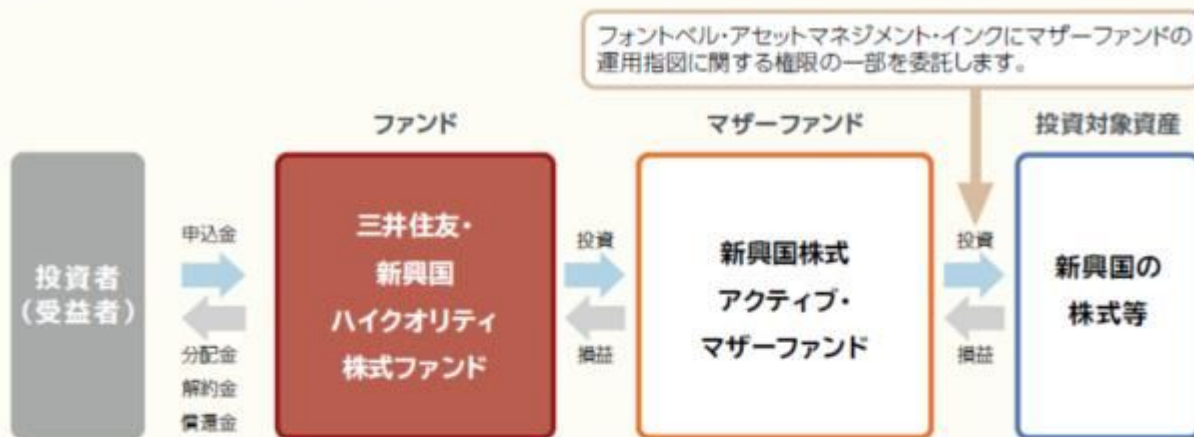 フォントベル・アセットマネジメント・インクにマザーファンドの
運用指図に関する権限の一部を委託します。
ファンド
マザーファンド
投資対象資産
投資者
（受益者）
申込金
分配金
解約金
償還金
三井住友・
新興国
ハイクオリティ
株式ファンド
投資
損益
新興国株式
アクティブ・
マザーファンド
投資
損益
新興国の
株式等